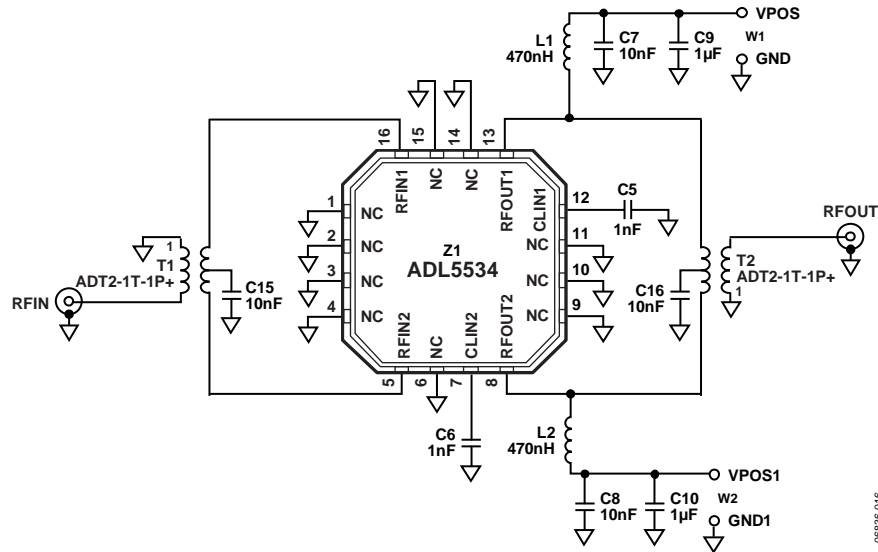 VPOS
L1
470nH
C7
10nF
C9
1µF
W1
GND
16
15
14
13
RFIN1
NC
NC
RFOUT1
CLIN1
1
NC
2
NC
3
NC
4
NC
12
C5
1nF
11
NC
10
NC
9
NC
Z1
ADL5534
RFIN
1
T1
ADT2-1T-1P+
C15
10nF
RFOUT
T2
ADT2-1T-1P+
1
C16
10nF
RFIN2
NC
CLIN2
RFOUT2
5
6
7
8
C6
1nF
L2
470nH
VPOS1
C8
10nF
C10
1µF
W2
GND1
06836-016